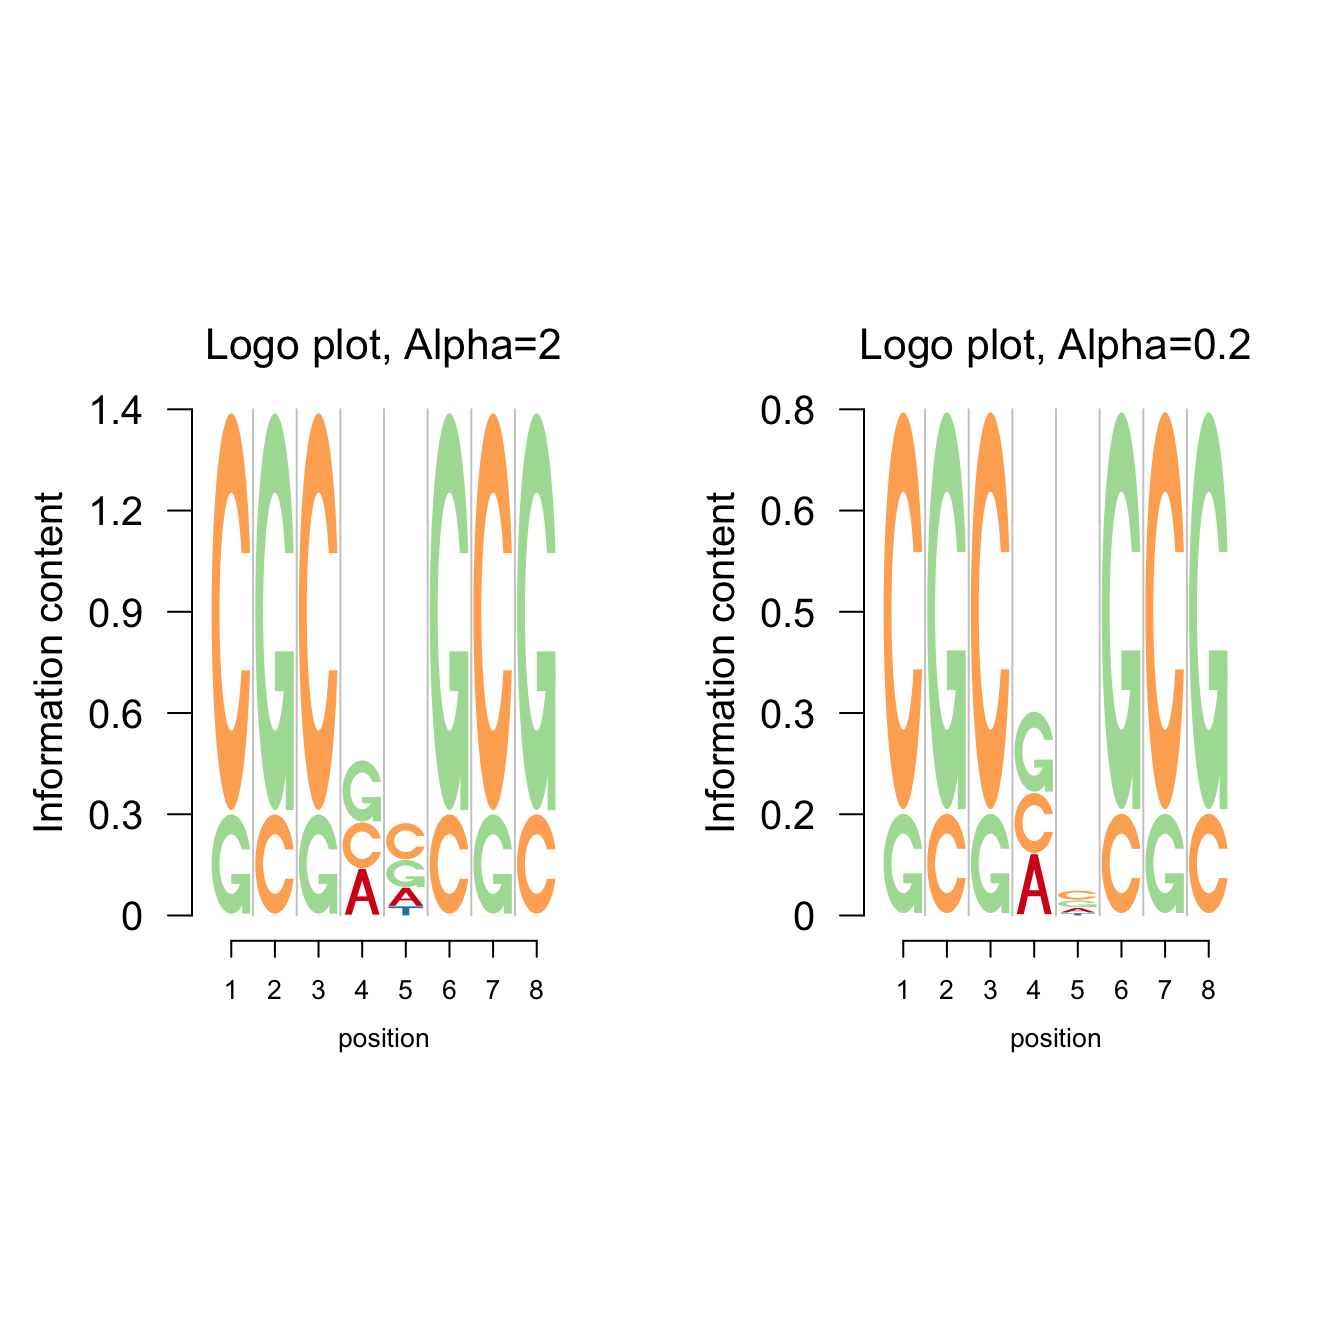 Logo plot, Alpha=2
Information content
1.4
1.2
0.9
0.6
0.3
0
C G C G G C G
G C G C C C G C
A G
A
T
1 2 3 4 5 6 7 8
position
Logo plot, Alpha=0.2
Information content
0.8
0.6
0.5
0.3
0.2
0
C G C G G C G
G C G C C C G C
A G
A
T
1 2 3 4 5 6 7 8
position